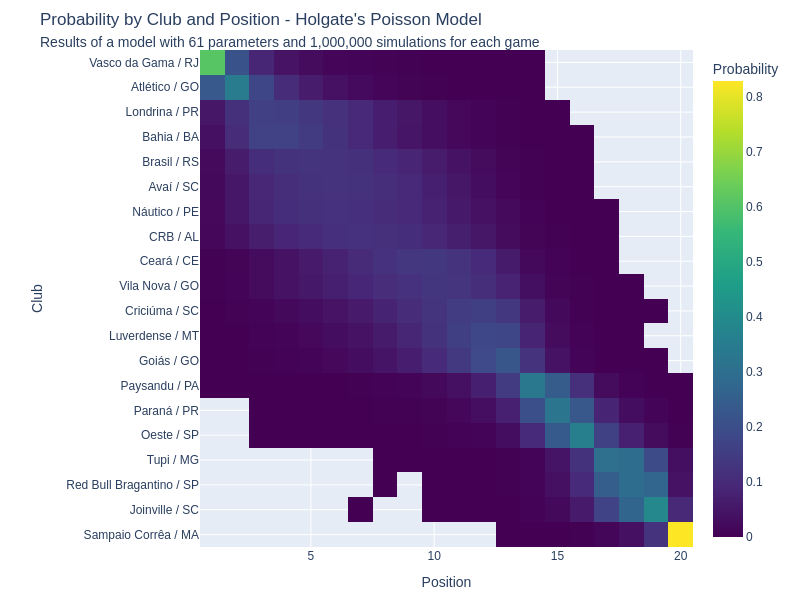 Probability by Club and Position - Holgate's Poisson Model
Results of a model with 61 parameters and 1,000,000 simulations for each game
Probability
0.8
0.7
0.6
0.5
0.4
0.3
0.2
0.1
0
Club
Vasco da Gama / RJ
Atlético / GO
Londrina / PR
Bahia / BA
Brasil / RS
Avaí / SC
Náutico / PE
CRB / AL
Ceará / CE
Vila Nova / GO
Criciúma / SC
Luverdense / MT
Goiás / GO
Paysandu / PA
Paraná / PR
Oeste / SP
Tupi / MG
Red Bull Bragantino / SP
Joinville / SC
Sampaio Corrêa / MA
5 10 15 20
Position